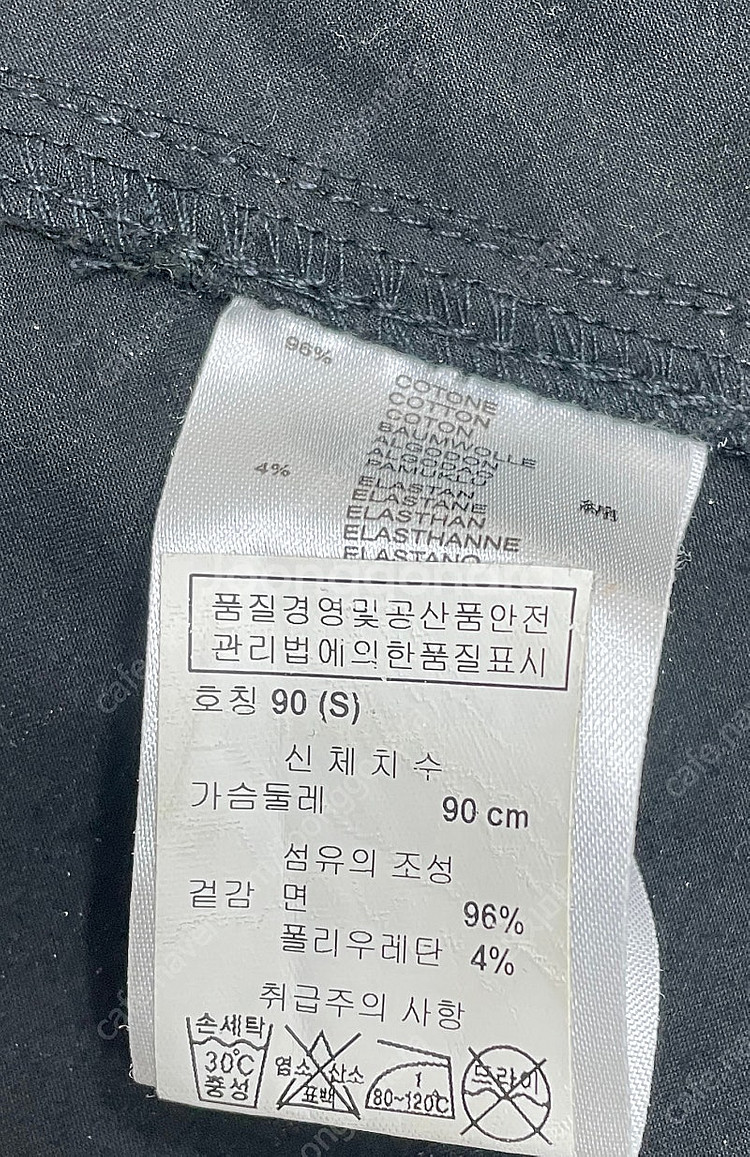 96%
COTONE
COTTON
COTON
BAUMWOLLE
ALGODON
ALGODAO
PAMUKLU
4%
ELASTAN
ELASTANE
ELASTHAN
ELASTHANNE
ELASTANO
품질경영및공산품안전
관리법에의한품질표시
호칭 90 (S)
신체치수
가슴둘레 90 cm
섬유의 조성
겉감 면 96%
폴리우레탄 4%
취급주의 사항
손세탁
30℃
중성
염소 산소
표백
1
80~120℃
드라이